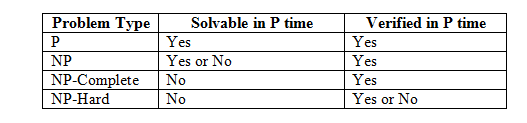 Problem Type Solvable in P time Verified in P time
P Yes Yes
NP Yes or No Yes
NP-Complete No Yes
NP-Hard No Yes or No